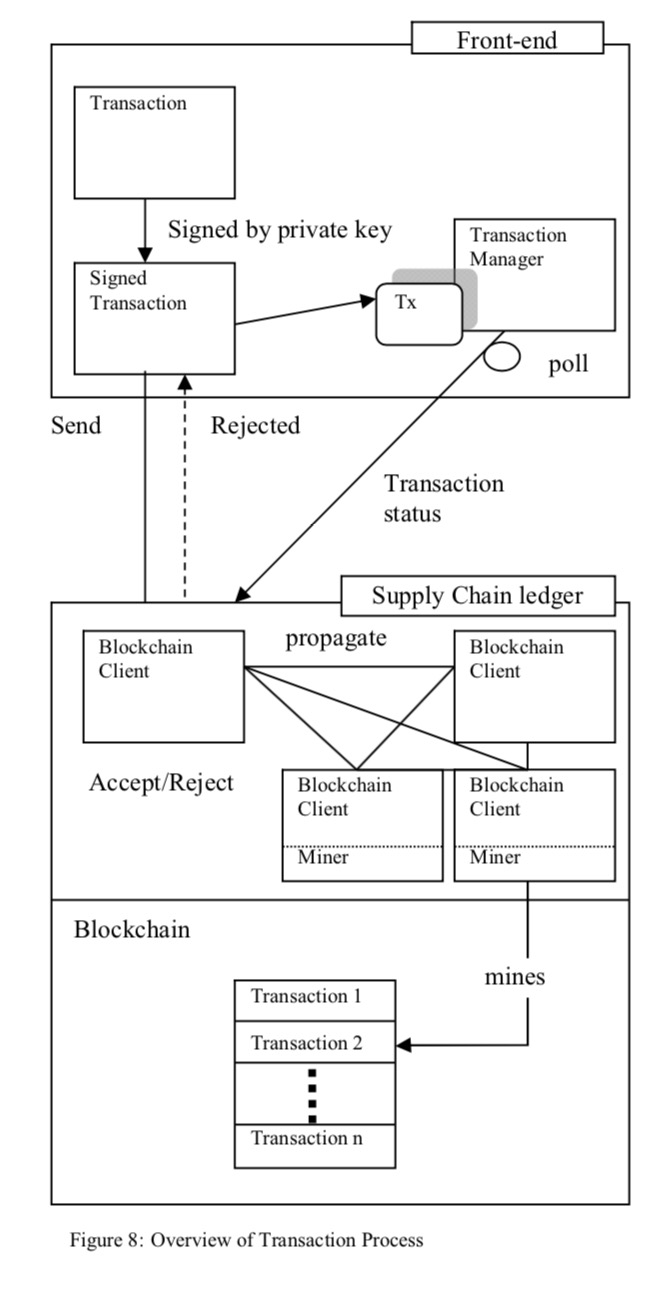 Front-end
Transaction
Signed by private key
Transaction
Manager
Signed
Transaction
Tx
poll
Send
Rejected
Transaction
status
Supply Chain ledger
Blockchain
Client
propagate
Blockchain
Client
Accept/Reject
Blockchain
Client
Miner
Blockchain
Client
Miner
Blockchain
mines
Transaction 1
Transaction 2
Transaction n
Figure 8: Overview of Transaction Process